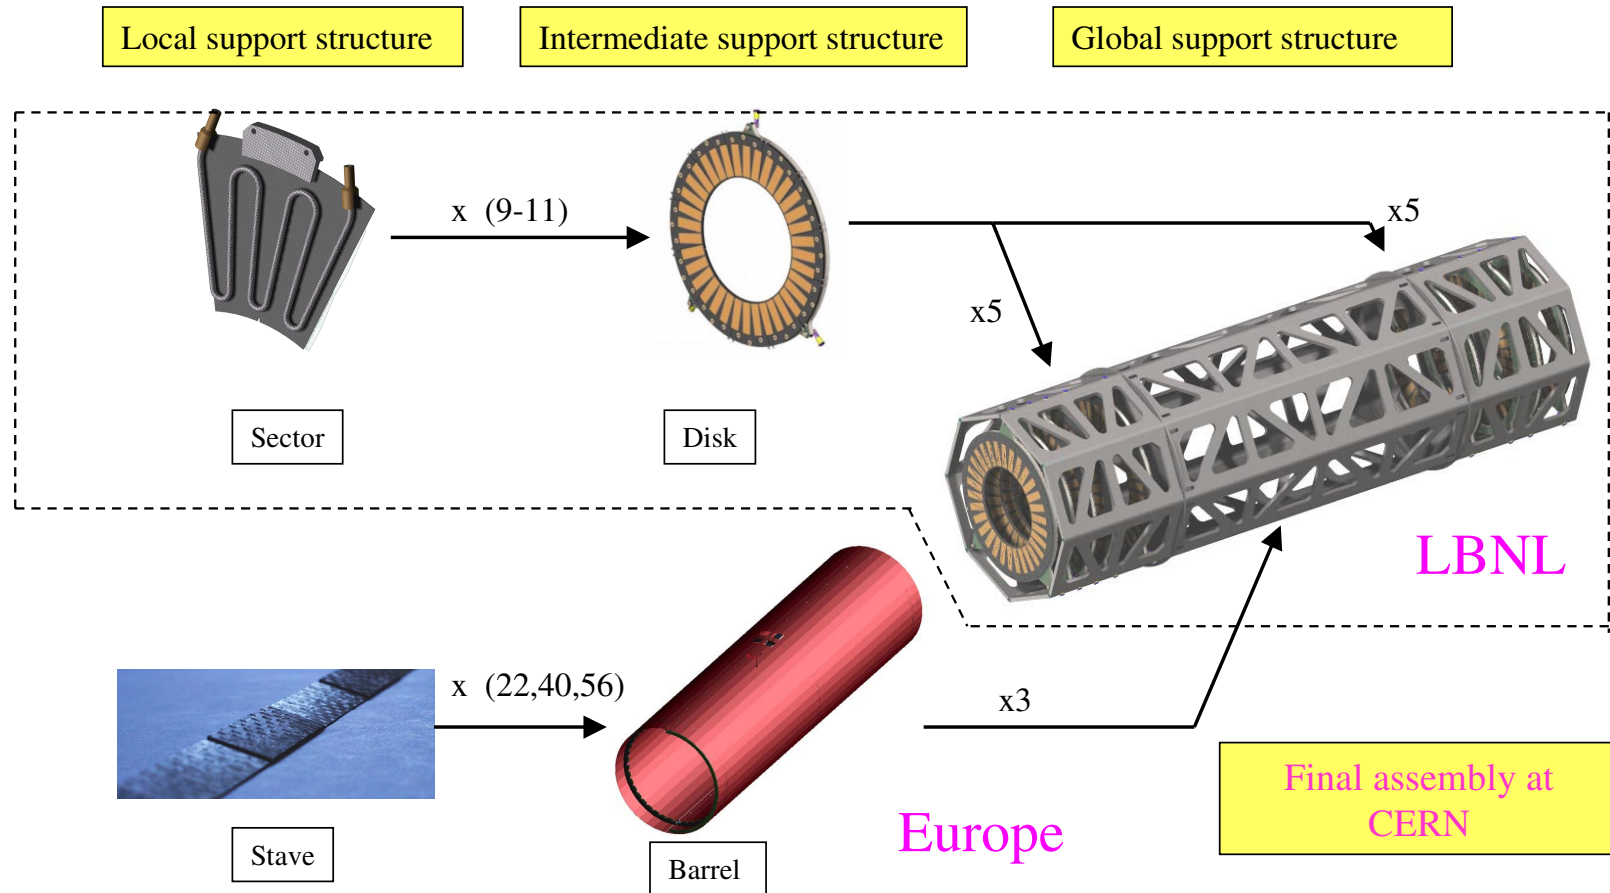 Local support structure
Intermediate support structure
Global support structure
x (9-11)
x5
x5
Sector
Disk
LBNL
x (22,40,56)
x3
Final assembly at
CERN
Europe
Stave
Barrel